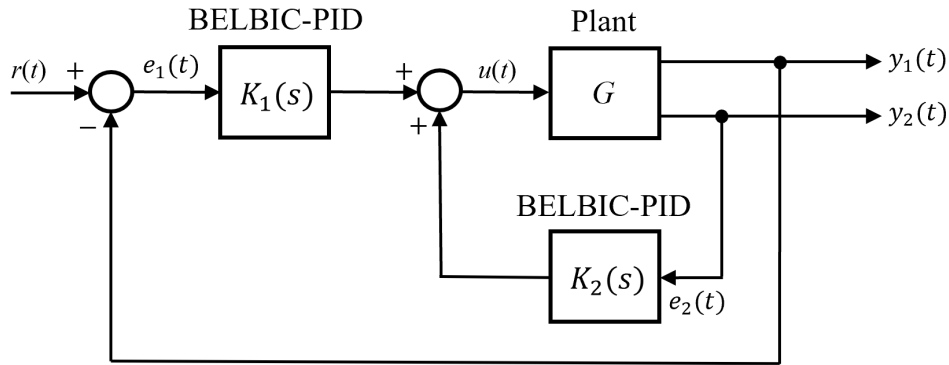 BELBIC-PID
Plant
r(t)
+
−
e₁(t)
K₁(s)
+
+
u(t)
G
y₁(t)
y₂(t)
BELBIC-PID
K₂(s)
e₂(t)